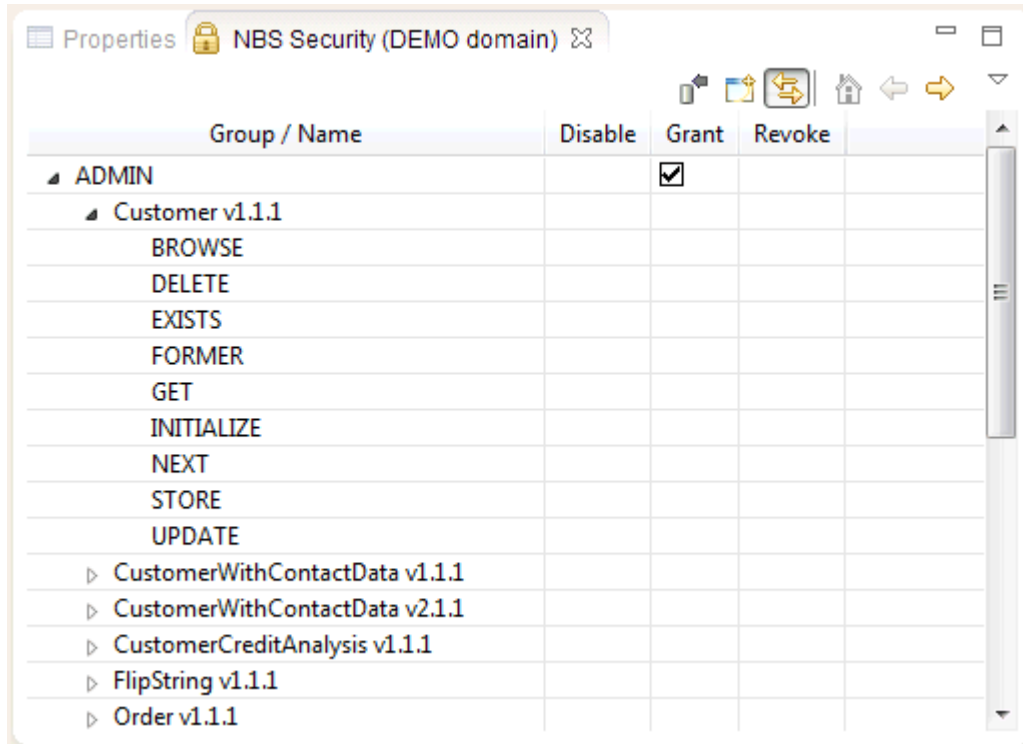 Properties NBS Security (DEMO domain)
Group / Name Disable Grant Revoke
ADMIN
Customer v1.1.1
BROWSE
DELETE
EXISTS
FORMER
GET
INITIALIZE
NEXT
STORE
UPDATE
CustomerWithContactData v1.1.1
CustomerWithContactData v2.1.1
CustomerCreditAnalysis v1.1.1
FlipString v1.1.1
Order v1.1.1